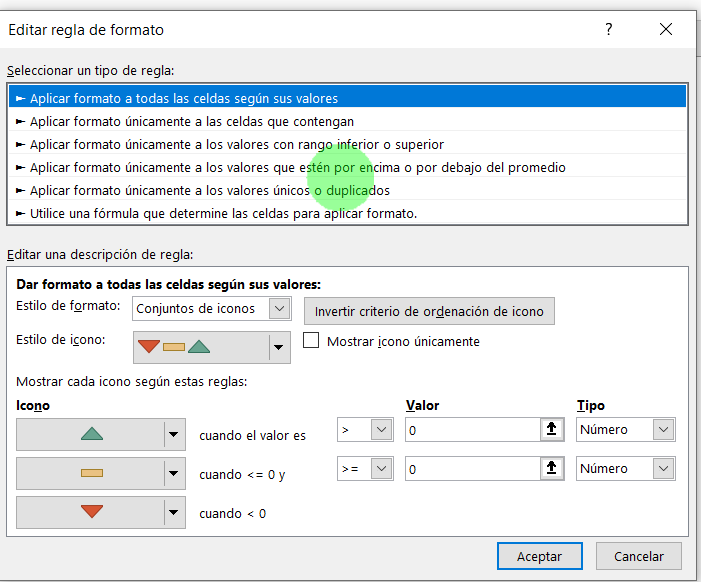 Editar regla de formato
?
Seleccionar un tipo de regla:
► Aplicar formato a todas las celdas según sus valores
► Aplicar formato únicamente a las celdas que contengan
► Aplicar formato únicamente a los valores con rango inferior o superior
► Aplicar formato únicamente a los valores que estén por encima o por debajo del promedio
► Aplicar formato únicamente a los valores únicos o duplicados
► Utilice una fórmula que determine las celdas para aplicar formato.
Editar una descripción de regla:
Dar formato a todas las celdas según sus valores:
Estilo de formato: Conjuntos de iconos Invertir criterio de ordenación de icono
Estilo de icono: Mostrar icono únicamente
Mostrar cada icono según estas reglas:
Icono Valor Tipo
cuando el valor es > 0 Número
cuando <= 0 y >= 0 Número
cuando < 0
Aceptar Cancelar